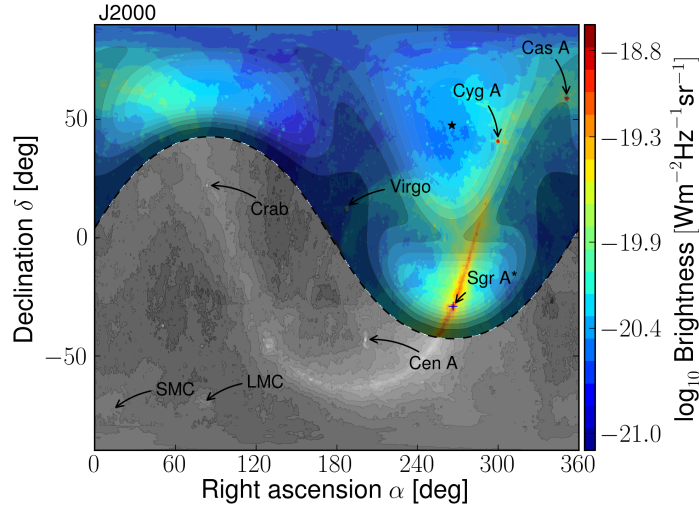 J2000
Cas A
Cyg A
Virgo
Crab
Sgr A*
Cen A
SMC
LMC
50
0
−50
Declination δ [deg]
0
60
120
180
240
300
360
Right ascension α [deg]
−18.8
−19.3
−19.9
−20.4
−21.0
log₁₀ Brightness [Wm⁻²Hz⁻¹sr⁻¹]